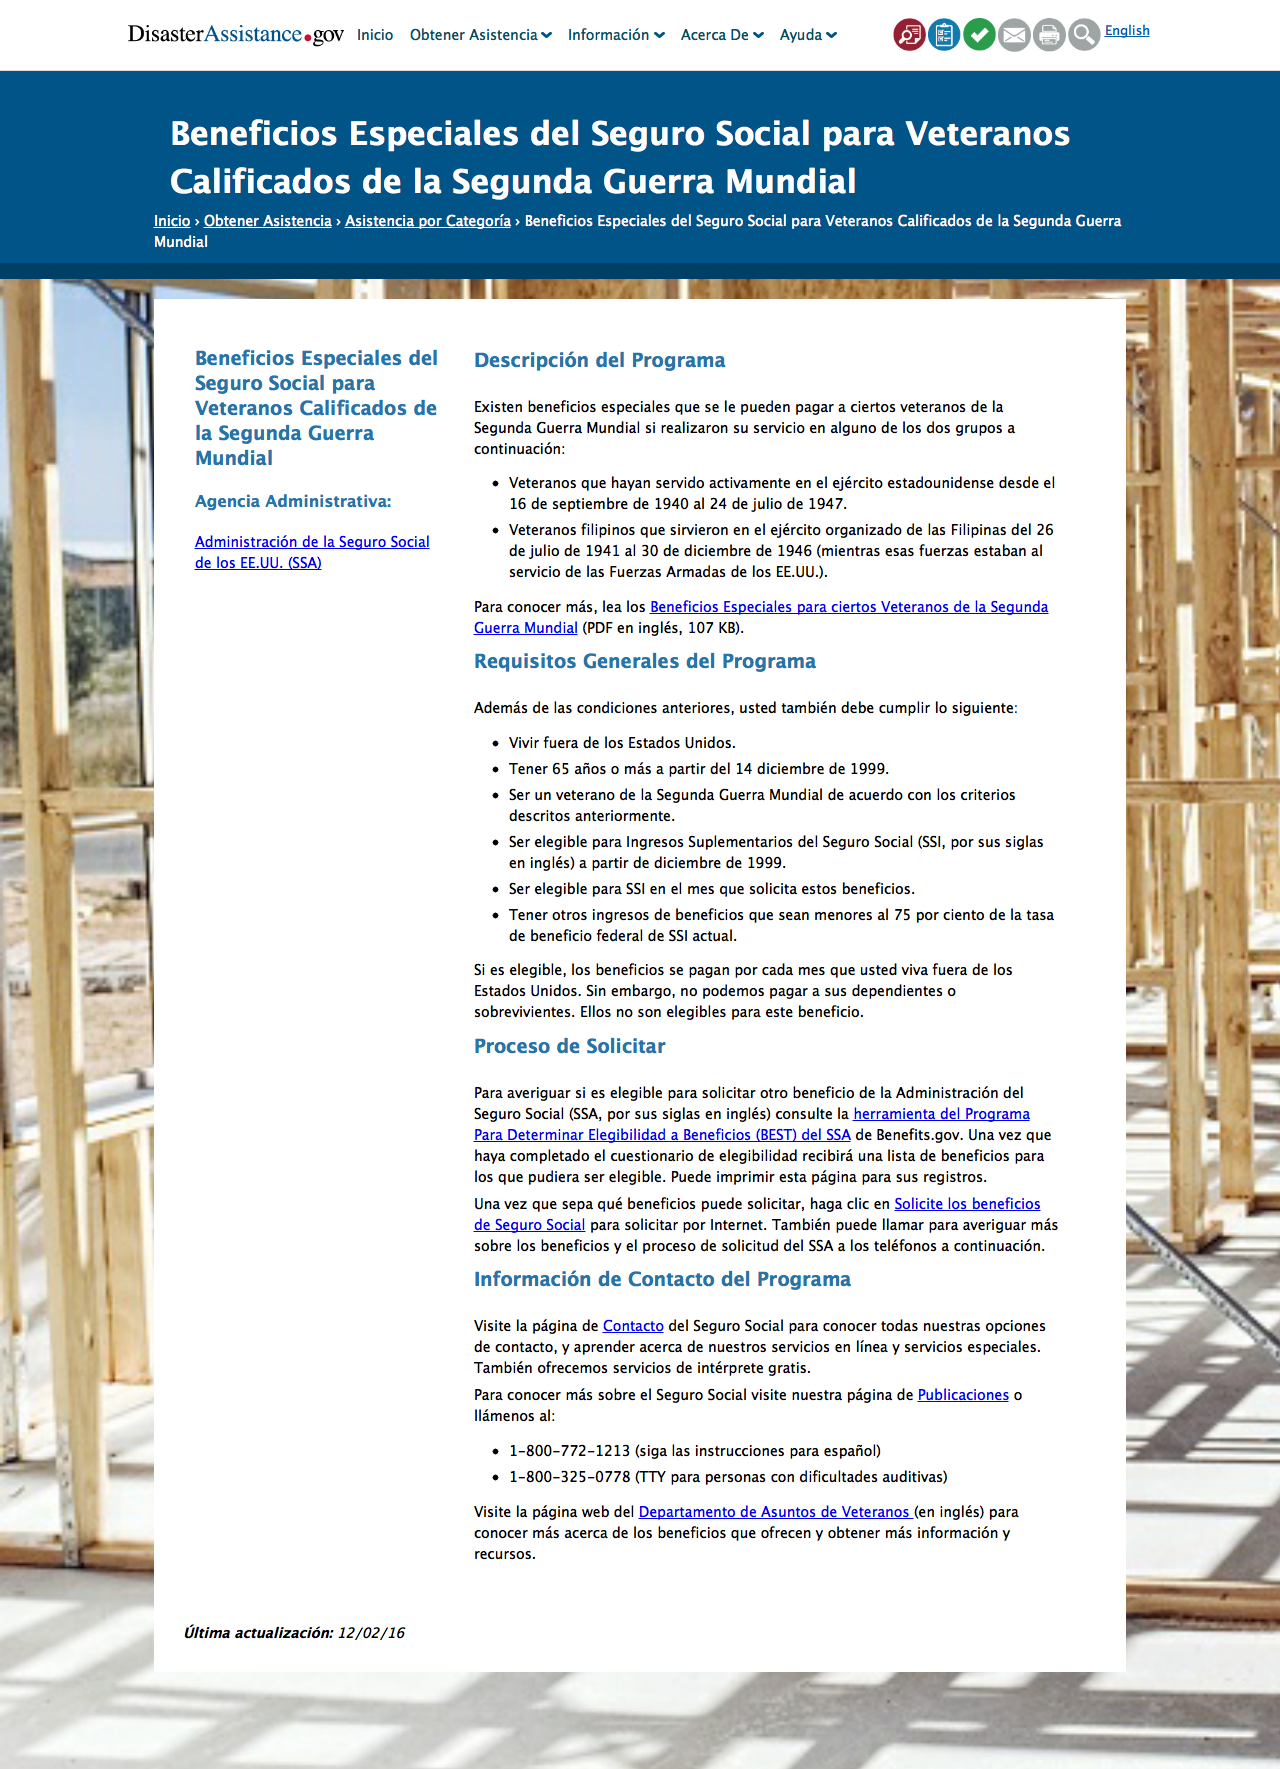 DisasterAssistance.gov Inicio Obtener Asistencia Información Acerca De Ayuda English
Beneficios Especiales del Seguro Social para Veteranos
Calificados de la Segunda Guerra Mundial
Inicio › Obtener Asistencia › Asistencia por Categoría › Beneficios Especiales del Seguro Social para Veteranos Calificados de la Segunda Guerra
Mundial
Beneficios Especiales del
Seguro Social para
Veteranos Calificados de
la Segunda Guerra
Mundial
Agencia Administrativa:
Administración de la Seguro Social
de los EE.UU. (SSA)
Descripción del Programa
Existen beneficios especiales que se le pueden pagar a ciertos veteranos de la
Segunda Guerra Mundial si realizaron su servicio en alguno de los dos grupos a
continuación:
• Veteranos que hayan servido activamente en el ejército estadounidense desde el
16 de septiembre de 1940 al 24 de julio de 1947.
• Veteranos filipinos que sirvieron en el ejército organizado de las Filipinas del 26
de julio de 1941 al 30 de diciembre de 1946 (mientras esas fuerzas estaban al
servicio de las Fuerzas Armadas de los EE.UU.).
Para conocer más, lea los Beneficios Especiales para ciertos Veteranos de la Segunda
Guerra Mundial (PDF en inglés, 107 KB).
Requisitos Generales del Programa
Además de las condiciones anteriores, usted también debe cumplir lo siguiente:
• Vivir fuera de los Estados Unidos.
• Tener 65 años o más a partir del 14 diciembre de 1999.
• Ser un veterano de la Segunda Guerra Mundial de acuerdo con los criterios
descritos anteriormente.
• Ser elegible para Ingresos Suplementarios del Seguro Social (SSI, por sus siglas
en inglés) a partir de diciembre de 1999.
• Ser elegible para SSI en el mes que solicita estos beneficios.
• Tener otros ingresos de beneficios que sean menores al 75 por ciento de la tasa
de beneficio federal de SSI actual.
Si es elegible, los beneficios se pagan por cada mes que usted viva fuera de los
Estados Unidos. Sin embargo, no podemos pagar a sus dependientes o
sobrevivientes. Ellos no son elegibles para este beneficio.
Proceso de Solicitar
Para averiguar si es elegible para solicitar otro beneficio de la Administración del
Seguro Social (SSA, por sus siglas en inglés) consulte la herramienta del Programa
Para Determinar Elegibilidad a Beneficios (BEST) del SSA de Benefits.gov. Una vez que
haya completado el cuestionario de elegibilidad recibirá una lista de beneficios para
los que pudiera ser elegible. Puede imprimir esta página para sus registros.
Una vez que sepa qué beneficios puede solicitar, haga clic en Solicite los beneficios
de Seguro Social para solicitar por Internet. También puede llamar para averiguar más
sobre los beneficios y el proceso de solicitud del SSA a los teléfonos a continuación.
Información de Contacto del Programa
Visite la página de Contacto del Seguro Social para conocer todas nuestras opciones
de contacto, y aprender acerca de nuestros servicios en línea y servicios especiales.
También ofrecemos servicios de intérprete gratis.
Para conocer más sobre el Seguro Social visite nuestra página de Publicaciones o
llámenos al:
• 1-800-772-1213 (siga las instrucciones para español)
• 1-800-325-0778 (TTY para personas con dificultades auditivas)
Visite la página web del Departamento de Asuntos de Veteranos (en inglés) para
conocer más acerca de los beneficios que ofrecen y obtener más información y
recursos.
Última actualización: 12/02/16